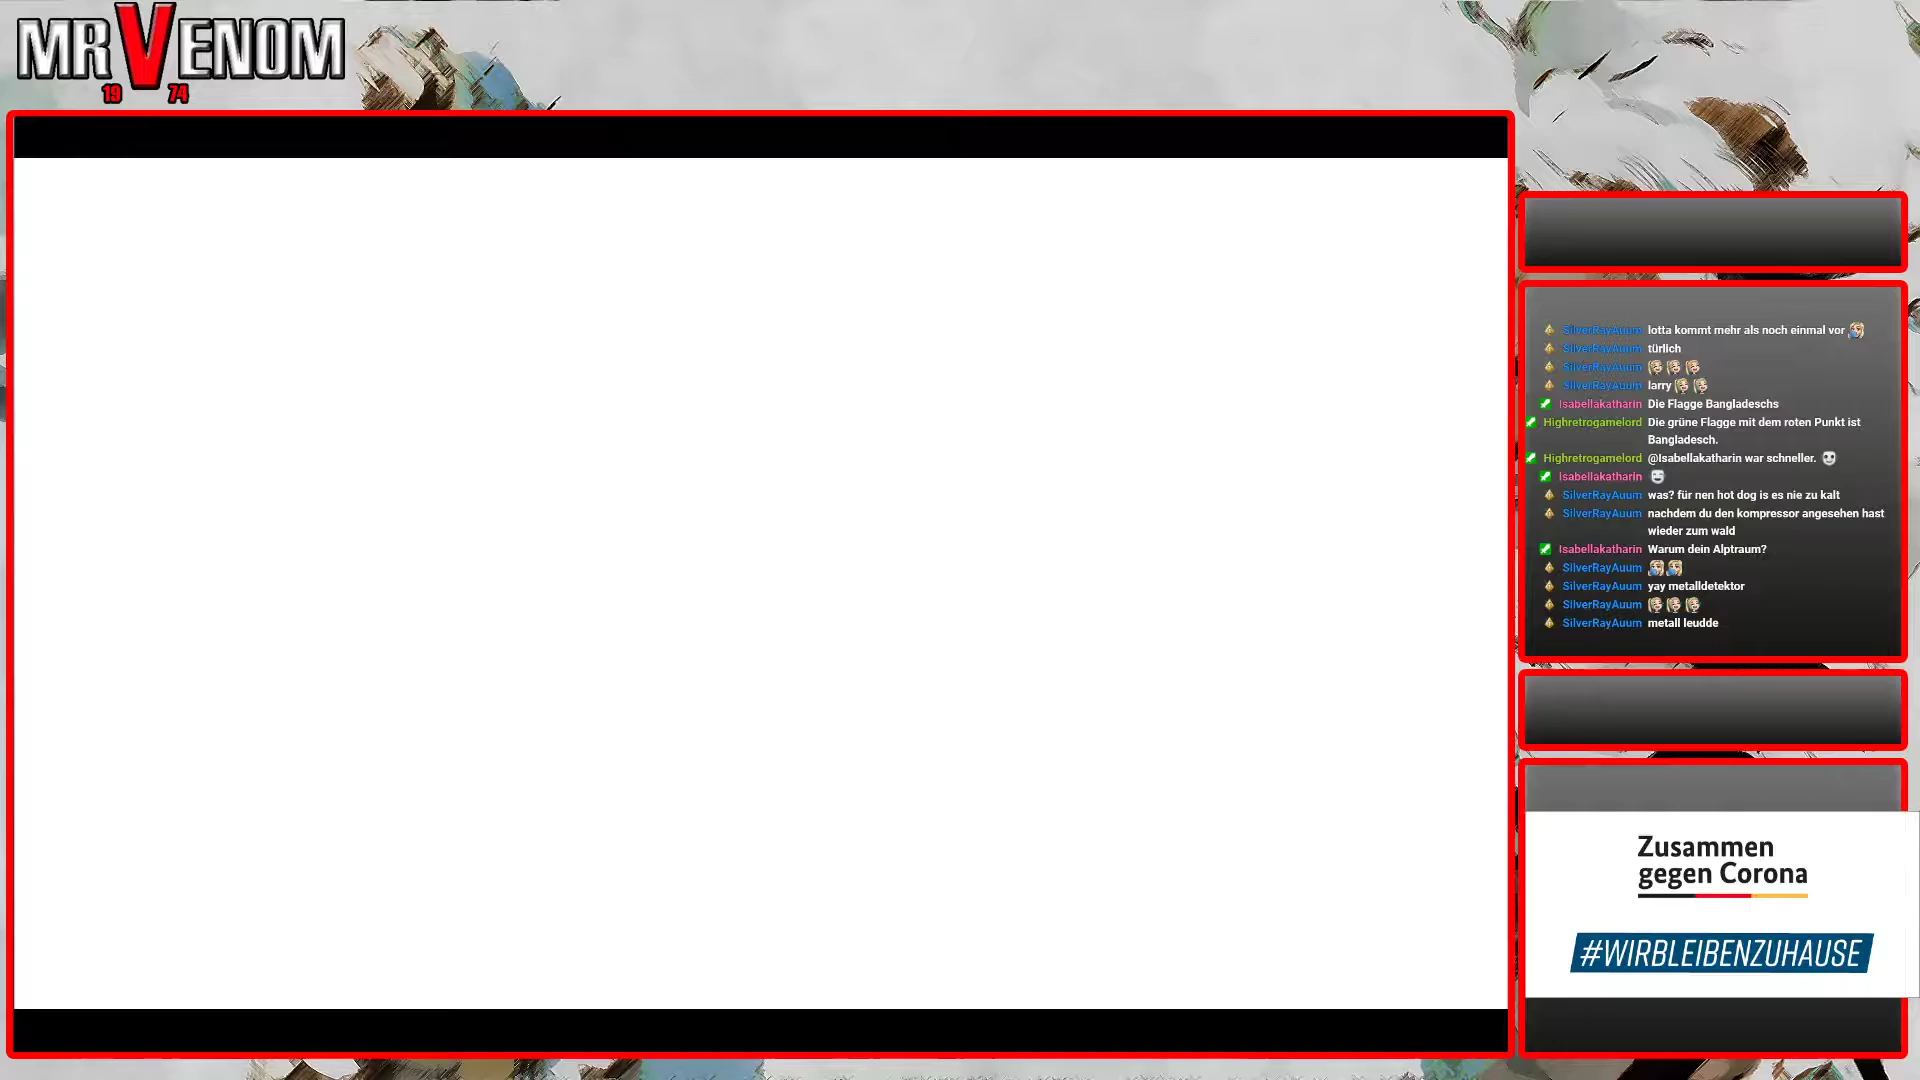 MRVENOM
19 74
SilverRayAuum lotta kommt mehr als noch einmal vor
SilverRayAuum türlich
SilverRayAuum
SilverRayAuum larry
Isabellakatharin Die Flagge Bangladeschs
Highretrogamelord Die grüne Flagge mit dem roten Punkt ist
Bangladesch.
Highretrogamelord @Isabellakatharin war schneller.
Isabellakatharin
SilverRayAuum was? für nen hot dog is es nie zu kalt
SilverRayAuum nachdem du den kompressor angesehen hast
wieder zum wald
Isabellakatharin Warum dein Alptraum?
SilverRayAuum
SilverRayAuum yay metalldetektor
SilverRayAuum
SilverRayAuum metall leudde
Zusammen
gegen Corona
#WIRBLEIBENZUHAUSE